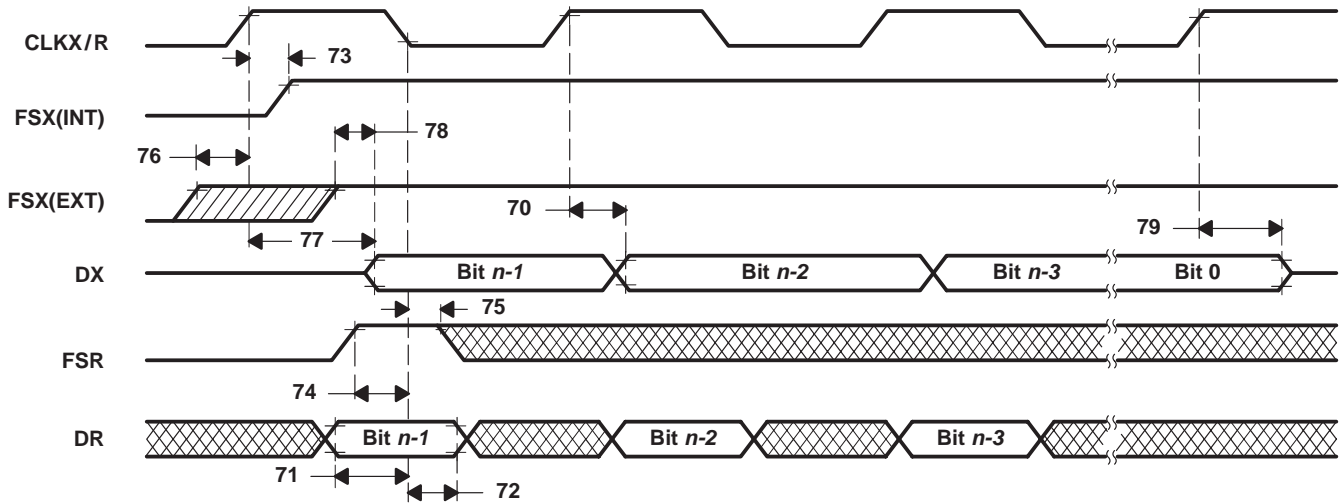 CLKX/R
73
FSX(INT)
78
76
FSX(EXT)
70
79
77
DX
Bit n-1
Bit n-2
Bit n-3
Bit 0
75
FSR
74
DR
Bit n-1
Bit n-2
Bit n-3
71
72